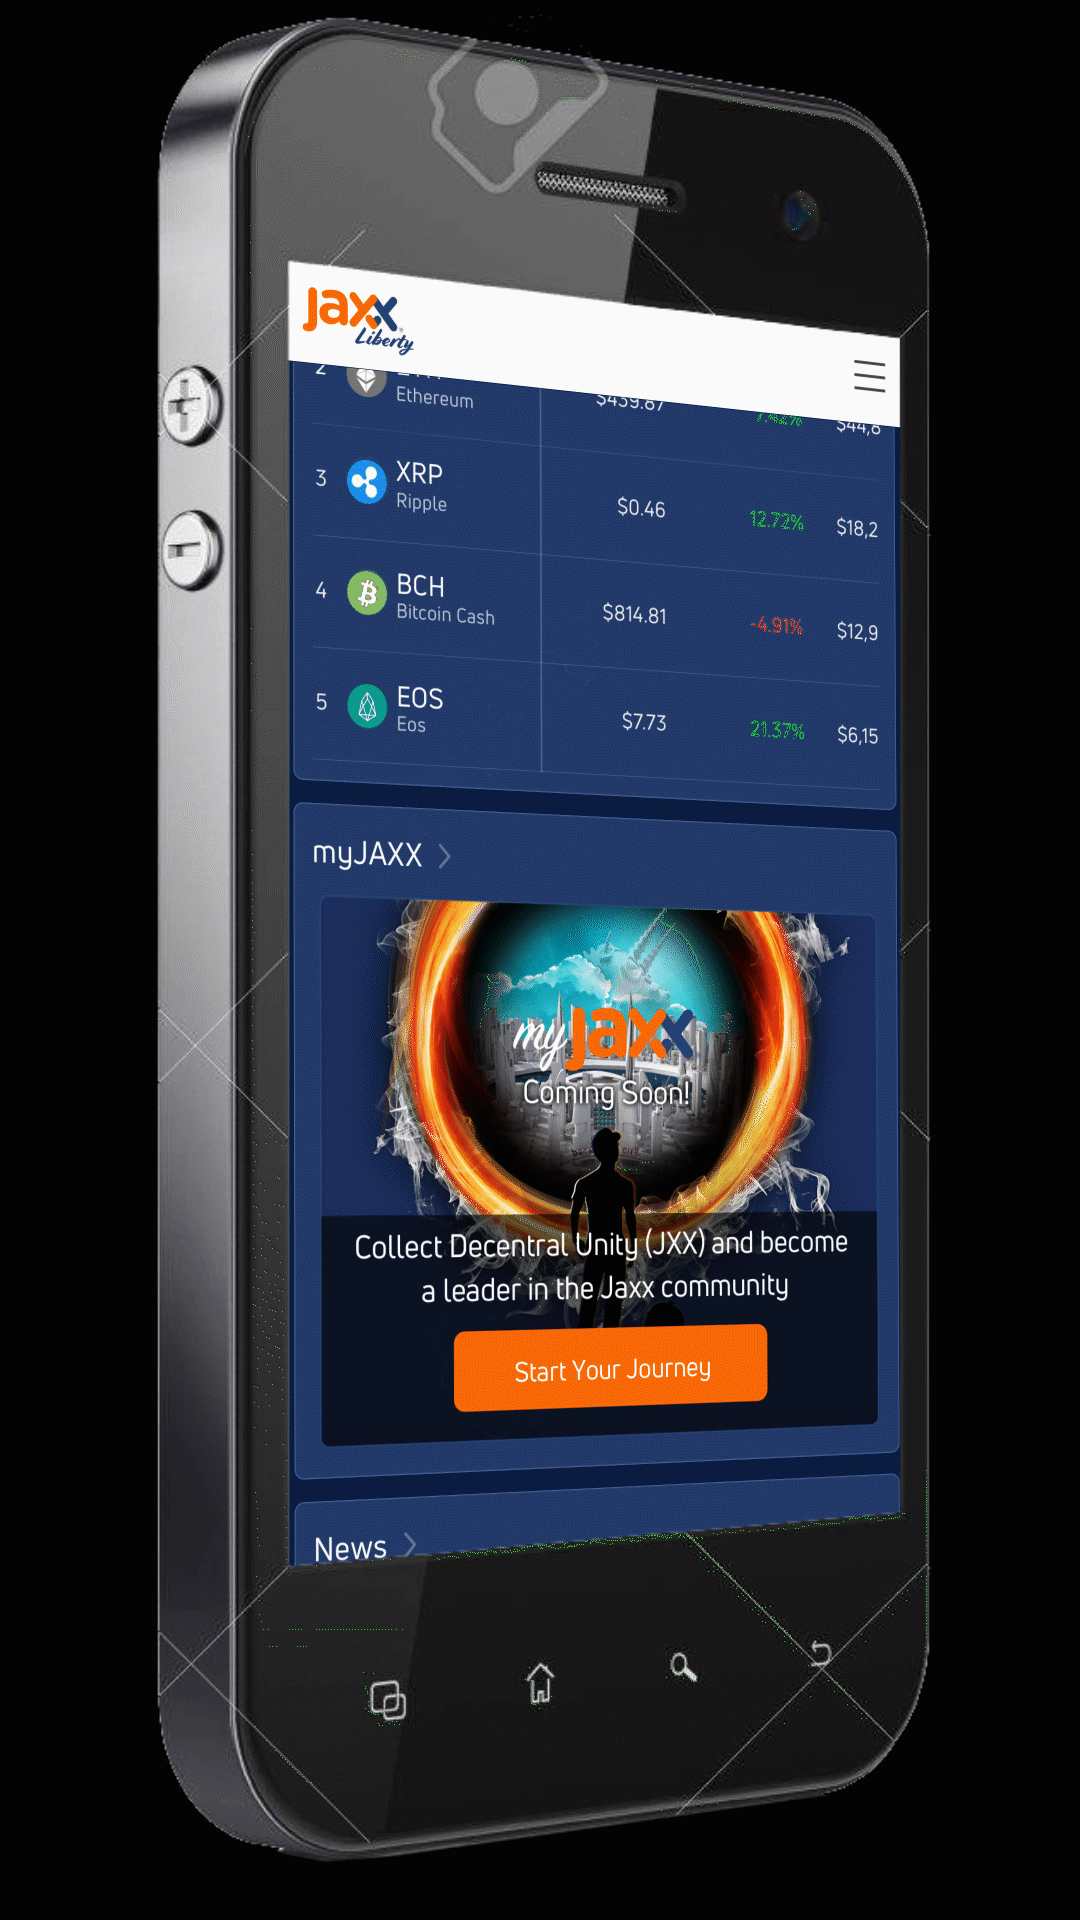 Jaxx
Liberty
2
Ethereum
$439.87
7.42%
$44,8
3
XRP
Ripple
$0.46
12.72%
$18,2
4
BCH
Bitcoin Cash
$814.81
-4.91%
$12,9
5
EOS
Eos
$7.73
21.37%
$6,15
myJAXX
my Jaxx
Coming Soon!
Collect Decentral Unity (JXX) and become
a leader in the Jaxx community
Start Your Journey
News